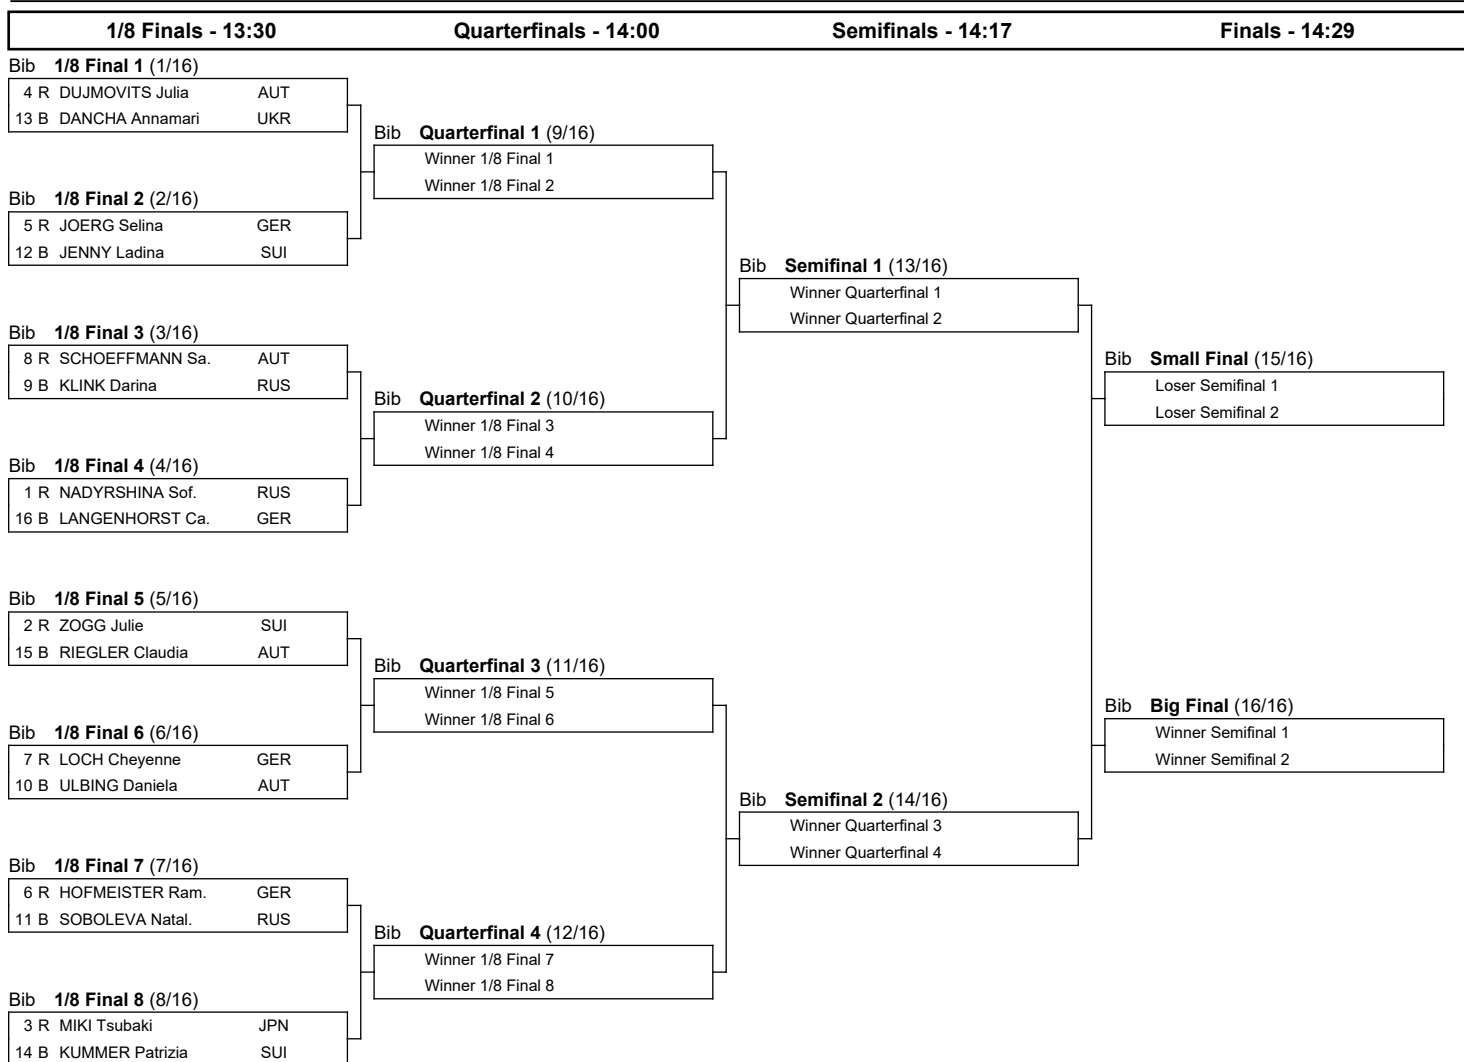 1/8 Finals - 13:30 Quarterfinals - 14:00 Semifinals - 14:17 Finals - 14:29
Bib 1/8 Final 1 (1/16)
4 R DUJMOVITS Julia AUT
13 B DANCHA Annamari UKR
Bib 1/8 Final 2 (2/16)
5 R JOERG Selina GER
12 B JENNY Ladina SUI
Bib 1/8 Final 3 (3/16)
8 R SCHOEFFMANN Sa. AUT
9 B KLINK Darina RUS
Bib 1/8 Final 4 (4/16)
1 R NADYRSHINA Sof. RUS
16 B LANGENHORST Ca. GER
Bib 1/8 Final 5 (5/16)
2 R ZOGG Julie SUI
15 B RIEGLER Claudia AUT
Bib 1/8 Final 6 (6/16)
7 R LOCH Cheyenne GER
10 B ULBING Daniela AUT
Bib 1/8 Final 7 (7/16)
6 R HOFMEISTER Ram. GER
11 B SOBOLEVA Natal. RUS
Bib 1/8 Final 8 (8/16)
3 R MIKI Tsubaki JPN
14 B KUMMER Patrizia SUI
Bib Quarterfinal 1 (9/16)
Winner 1/8 Final 1
Winner 1/8 Final 2
Bib Quarterfinal 2 (10/16)
Winner 1/8 Final 3
Winner 1/8 Final 4
Bib Quarterfinal 3 (11/16)
Winner 1/8 Final 5
Winner 1/8 Final 6
Bib Quarterfinal 4 (12/16)
Winner 1/8 Final 7
Winner 1/8 Final 8
Bib Semifinal 1 (13/16)
Winner Quarterfinal 1
Winner Quarterfinal 2
Bib Semifinal 2 (14/16)
Winner Quarterfinal 3
Winner Quarterfinal 4
Bib Small Final (15/16)
Loser Semifinal 1
Loser Semifinal 2
Bib Big Final (16/16)
Winner Semifinal 1
Winner Semifinal 2